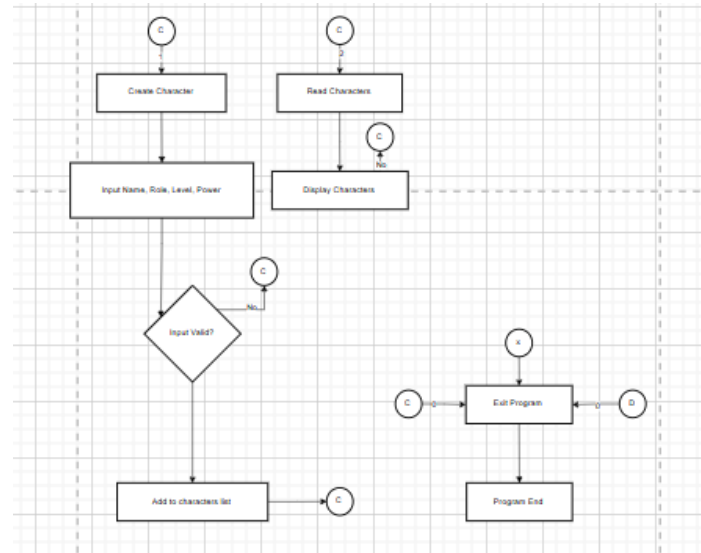 C
C
Create Character
Read Characters
C
No
Input Name, Role, Level, Power
Display Characters
C
No
Input Valid?
x
C
Exit Program
D
Add to characters list
C
Program End